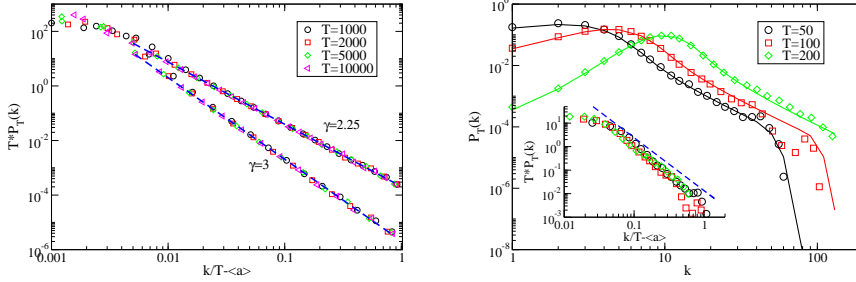 10^2
10^0
10^-2
10^-4
10^-6
T*P_T(k)
0.001
0.01
0.1
1
k/T-<a>
T=1000
T=2000
T=5000
T=10000
γ=2.25
γ=3
10^0
10^-2
10^-4
10^-6
10^-8
P_T(k)
1
10
100
k
T=50
T=100
T=200
10^2
10^1
10^0
10^-1
10^-2
10^-3
T*P_T(k)
0.01
0.1
1
k/T-<a>